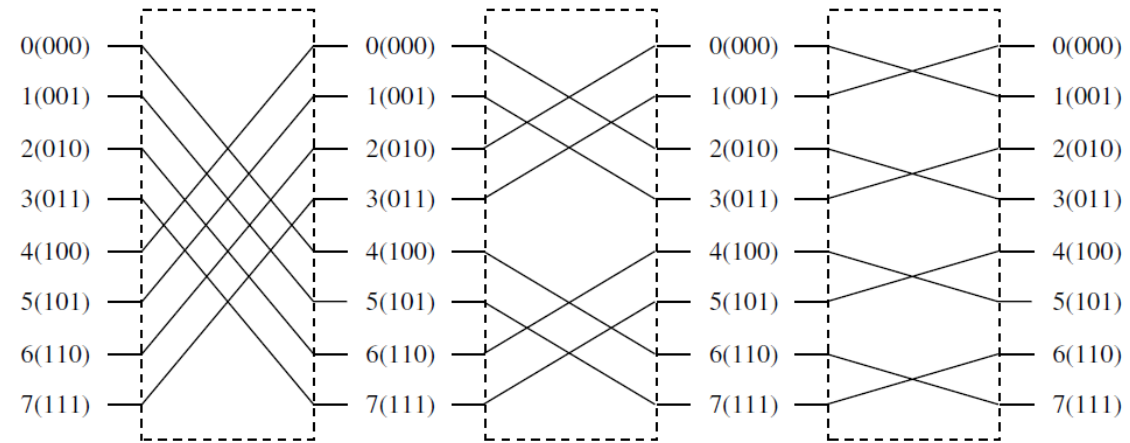 0(000) 0(000) 0(000) 0(000)
1(001) 1(001) 1(001) 1(001)
2(010) 2(010) 2(010) 2(010)
3(011) 3(011) 3(011) 3(011)
4(100) 4(100) 4(100) 4(100)
5(101) 5(101) 5(101) 5(101)
6(110) 6(110) 6(110) 6(110)
7(111) 7(111) 7(111) 7(111)